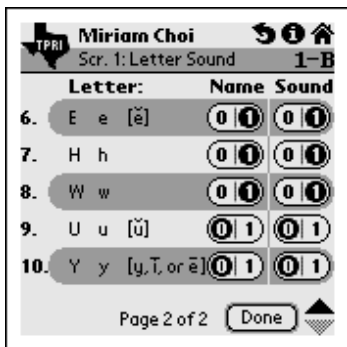 TPRI Miriam Choi
Scr. 1: Letter Sound 1-B
Letter: Name Sound
6. E e [ĕ] 0 1 0 1
7. H h 0 1 0 1
8. W w 0 1 0 1
9. U u [ŭ] 0 1 0 1
10. Y y [y, ī, or ē] 0 1 0 1
Page 2 of 2 Done